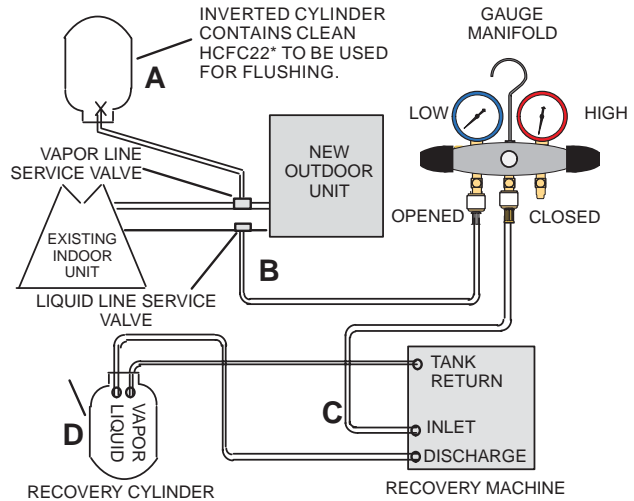 INVERTED CYLINDER
CONTAINS CLEAN
HCFC22* TO BE USED
FOR FLUSHING.
A
GAUGE
MANIFOLD
LOW
HIGH
VAPOR LINE
SERVICE VALVE
NEW
OUTDOOR
UNIT
OPENED
CLOSED
EXISTING
INDOOR
UNIT
B
LIQUID LINE SERVICE
VALVE
TANK
RETURN
C
INLET
DISCHARGE
D
LIQUID
VAPOR
RECOVERY CYLINDER
RECOVERY MACHINE